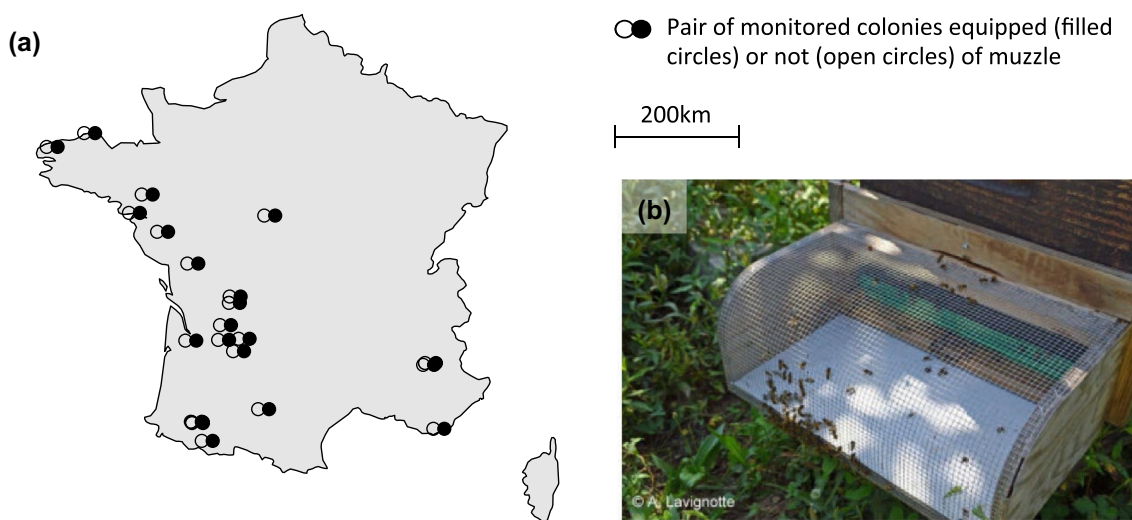 (a)
Pair of monitored colonies equipped (filled
circles) or not (open circles) of muzzle
200km
(b)
© A. Lavignotte